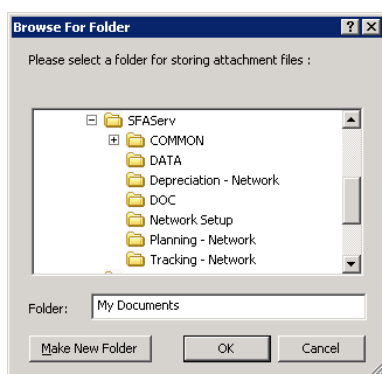 Browse For Folder
Please select a folder for storing attachment files :
SFAServ
COMMON
DATA
Depreciation - Network
DOC
Network Setup
Planning - Network
Tracking - Network
Folder: My Documents
Make New Folder OK Cancel